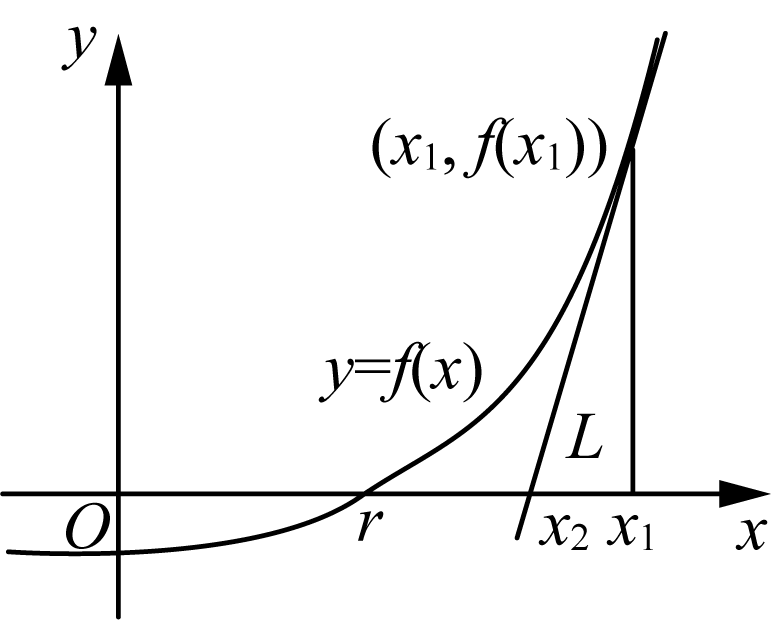 y
(x₁, f(x₁))
y=f(x)
L
O
r
x₂
x₁
x